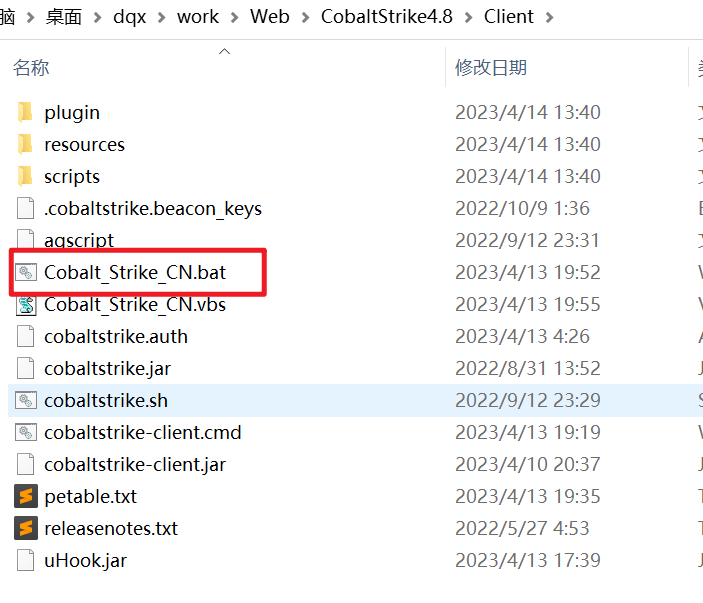 脑 > 桌面 > dqx > work > Web > CobaltStrike4.8 > Client >
名称 修改日期
plugin 2023/4/14 13:40
resources 2023/4/14 13:40
scripts 2023/4/14 13:40
.cobaltstrike.beacon_keys 2022/10/9 1:36
agscript 2022/9/12 23:31
Cobalt_Strike_CN.bat 2023/4/13 19:52
Cobalt_Strike_CN.vbs 2023/4/13 19:55
cobaltstrike.auth 2023/4/13 4:26
cobaltstrike.jar 2022/8/31 13:52
cobaltstrike.sh 2022/9/12 23:29
cobaltstrike-client.cmd 2023/4/13 19:19
cobaltstrike-client.jar 2023/4/10 20:37
petable.txt 2023/4/13 19:35
releasenotes.txt 2022/5/27 4:53
uHook.jar 2023/4/13 17:39